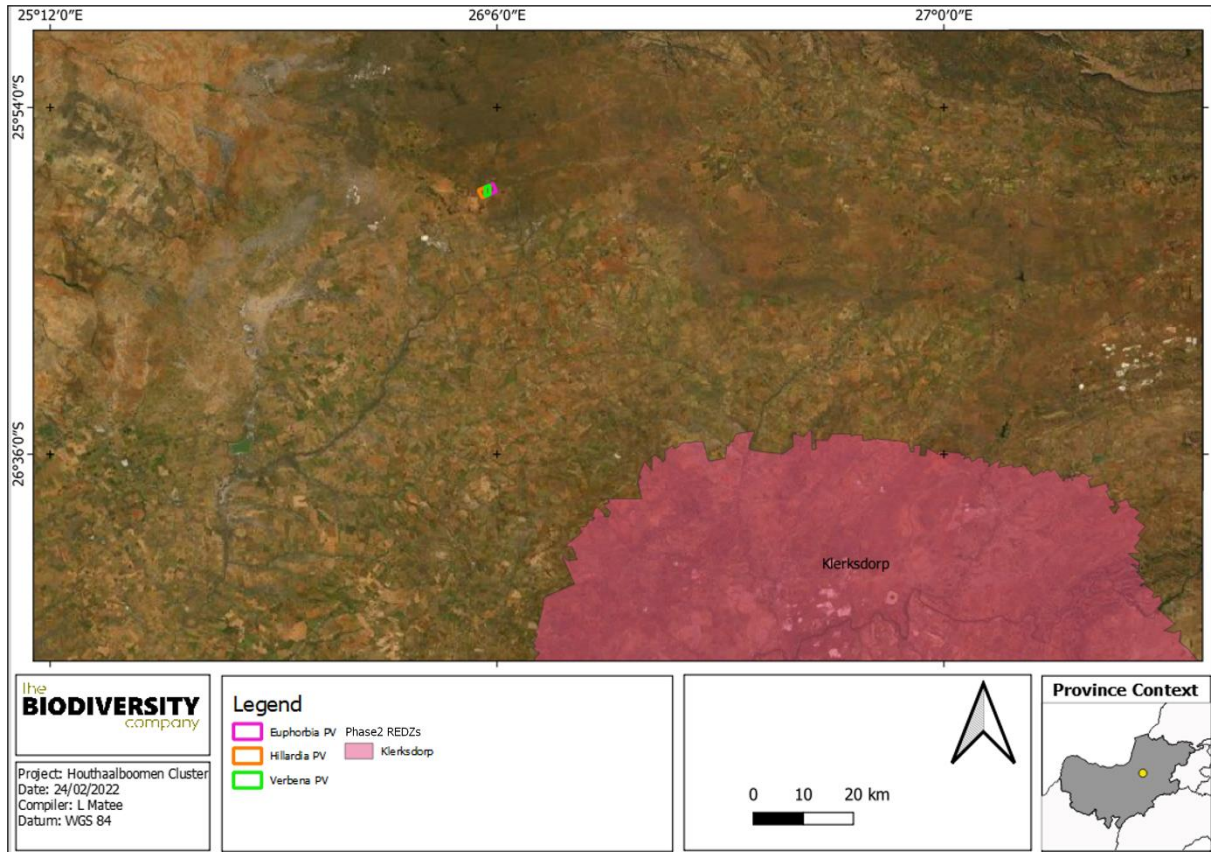 25°12'0"E
26°6'0"E
27°0'0"E
25°54'0"S
26°36'0"S
Klerksdorp
the
BIODIVERSITY
company
Project: Houthaalboomen Cluster
Date: 24/02/2022
Compiler: L Matee
Datum: WGS 84
Legend
Euphorbia PV
Hillardia PV
Verbena PV
Phase2 REDZs
Klerksdorp
0 10 20 km
Province Context